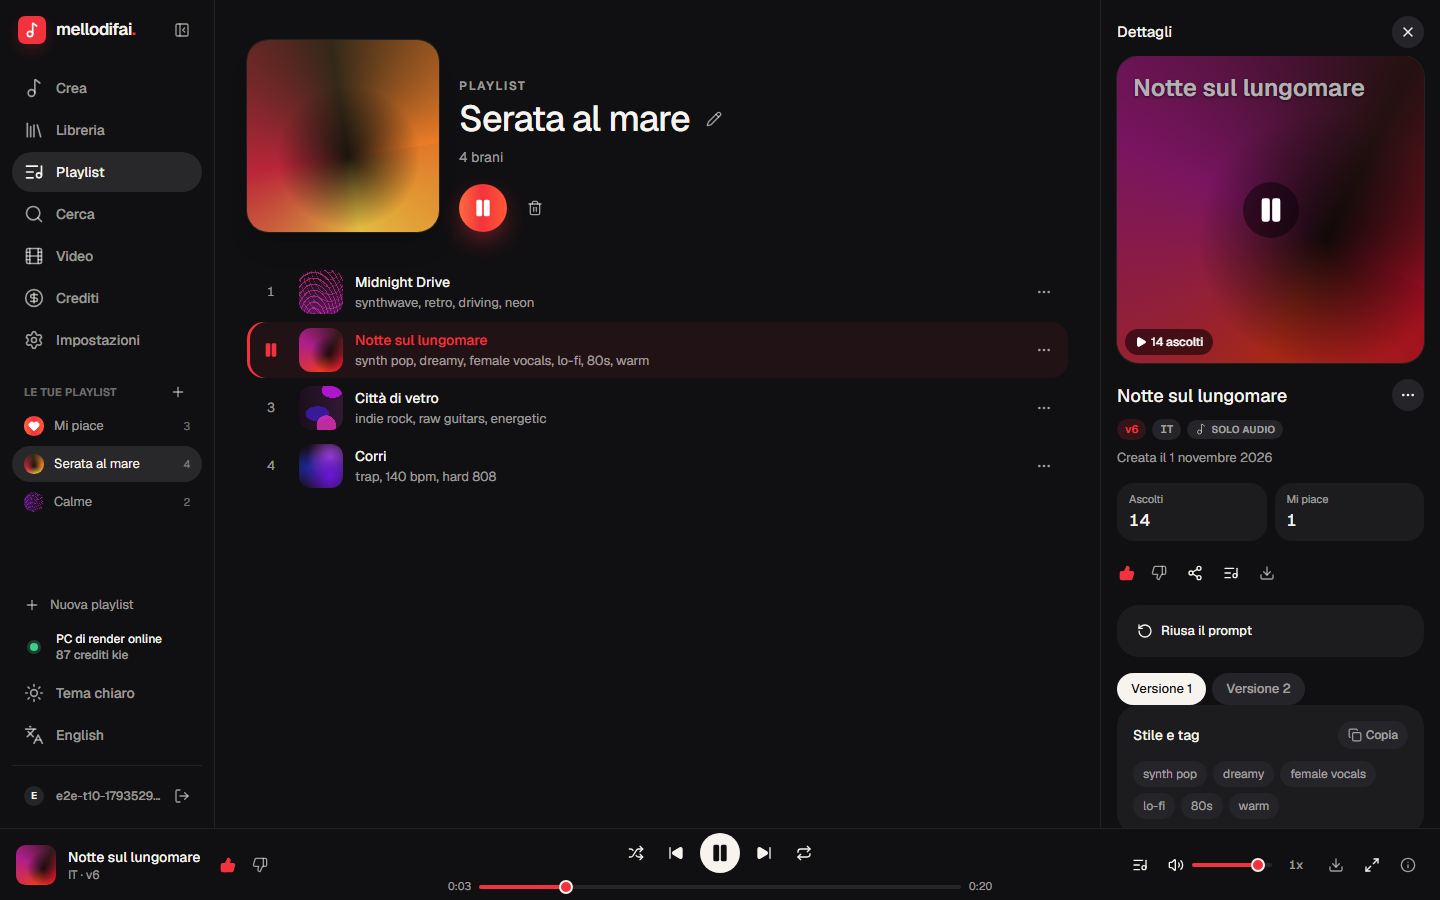 mellodifai.
Crea
Libreria
Playlist
Cerca
Video
Crediti
Impostazioni
LE TUE PLAYLIST
Mi piace 3
Serata al mare 4
Calme 2
Nuova playlist
PC di render online
87 crediti kie
Tema chiaro
English
E e2e-t10-1793529...
PLAYLIST
Serata al mare
4 brani
1 Midnight Drive
synthwave, retro, driving, neon
Notte sul lungomare
synth pop, dreamy, female vocals, lo-fi, 80s, warm
3 Città di vetro
indie rock, raw guitars, energetic
4 Corri
trap, 140 bpm, hard 808
Dettagli
Notte sul lungomare
14 ascolti
Notte sul lungomare
v6 IT SOLO AUDIO
Creata il 1 novembre 2026
Ascolti
14
Mi piace
1
Riusa il prompt
Versione 1 Versione 2
Stile e tag Copia
synth pop dreamy female vocals
lo-fi 80s warm
Notte sul lungomare
IT · v6
0:03 0:20
1x